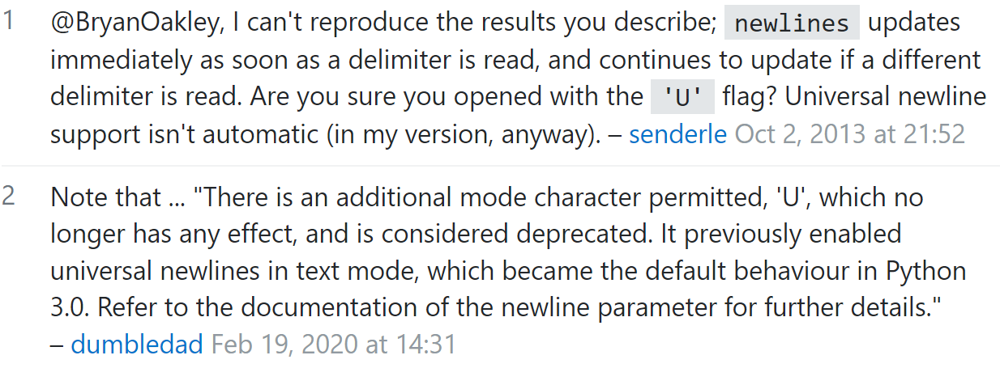 1 @BryanOakley, I can't reproduce the results you describe; newlines updates
immediately as soon as a delimiter is read, and continues to update if a different
delimiter is read. Are you sure you opened with the 'U' flag? Universal newline
support isn't automatic (in my version, anyway). – senderle Oct 2, 2013 at 21:52
2 Note that ... "There is an additional mode character permitted, 'U', which no
longer has any effect, and is considered deprecated. It previously enabled
universal newlines in text mode, which became the default behaviour in Python
3.0. Refer to the documentation of the newline parameter for further details."
– dumbledad Feb 19, 2020 at 14:31